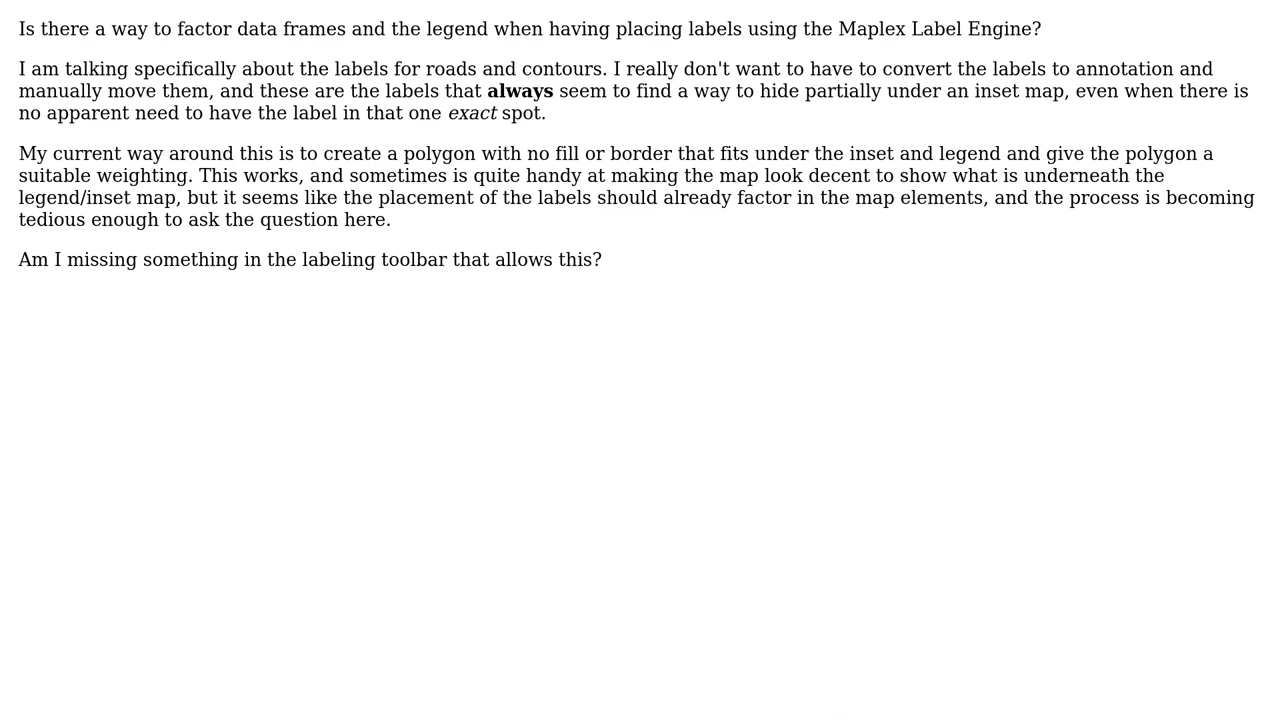 Is there a way to factor data frames and the legend when having placing labels using the Maplex Label Engine?
I am talking specifically about the labels for roads and contours. I really don't want to have to convert the labels to annotation and
manually move them, and these are the labels that always seem to find a way to hide partially under an inset map, even when there is
no apparent need to have the label in that one exact spot.
My current way around this is to create a polygon with no fill or border that fits under the inset and legend and give the polygon a
suitable weighting. This works, and sometimes is quite handy at making the map look decent to show what is underneath the
legend/inset map, but it seems like the placement of the labels should already factor in the map elements, and the process is becoming
tedious enough to ask the question here.
Am I missing something in the labeling toolbar that allows this?